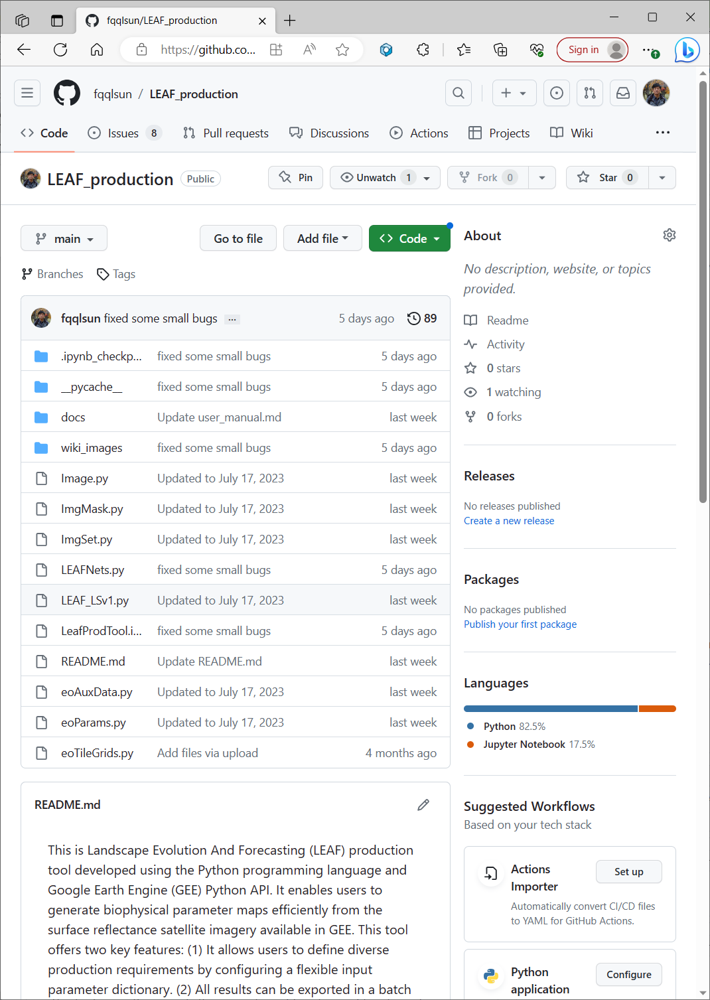 fqqlsun/LEAF_production
https://github.co...
Sign in
fqqlsun / LEAF_production
Code
Issues 8
Pull requests
Discussions
Actions
Projects
Wiki
LEAF_production Public
Pin
Unwatch 1
Fork 0
Star 0
main
Go to file
Add file
Code
Branches
Tags
fqqlsun fixed some small bugs ... 5 days ago 89
.ipynb_checkp... fixed some small bugs 5 days ago
__pycache__ fixed some small bugs 5 days ago
docs Update user_manual.md last week
wiki_images fixed some small bugs 5 days ago
Image.py Updated to July 17, 2023 last week
ImgMask.py Updated to July 17, 2023 last week
ImgSet.py Updated to July 17, 2023 last week
LEAFNets.py fixed some small bugs 5 days ago
LEAF_LSv1.py Updated to July 17, 2023 last week
LeafProdTool.i... fixed some small bugs 5 days ago
README.md Update README.md last week
eoAuxData.py Updated to July 17, 2023 last week
eoParams.py Updated to July 17, 2023 last week
eoTileGrids.py Add files via upload 4 months ago
README.md
This is Landscape Evolution And Forecasting (LEAF) production
tool developed using the Python programming language and
Google Earth Engine (GEE) Python API. It enables users to
generate biophysical parameter maps efficiently from the
surface reflectance satellite imagery available in GEE. This tool
offers two key features: (1) It allows users to define diverse
production requirements by configuring a flexible input
parameter dictionary. (2) All results can be exported in a batch
About
No description, website, or topics
provided.
Readme
Activity
0 stars
1 watching
0 forks
Releases
No releases published
Create a new release
Packages
No packages published
Publish your first package
Languages
Python 82.5%
Jupyter Notebook 17.5%
Suggested Workflows
Based on your tech stack
Actions
Importer
Set up
Automatically convert CI/CD files
to YAML for GitHub Actions.
Python
application
Configure